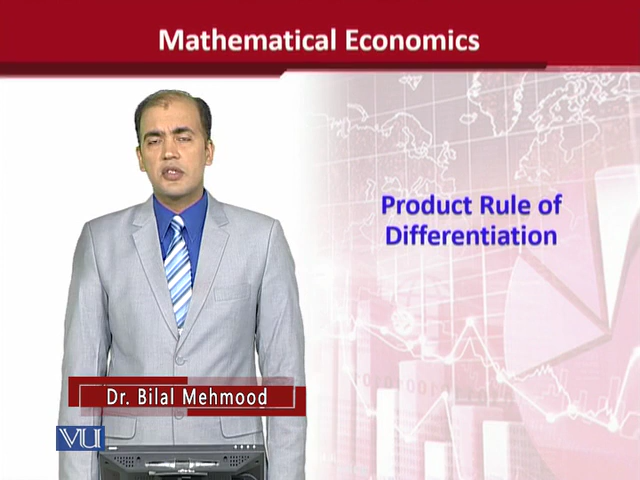 Mathematical Economics
Product Rule of
Differentiation
Dr. Bilal Mehmood
VU